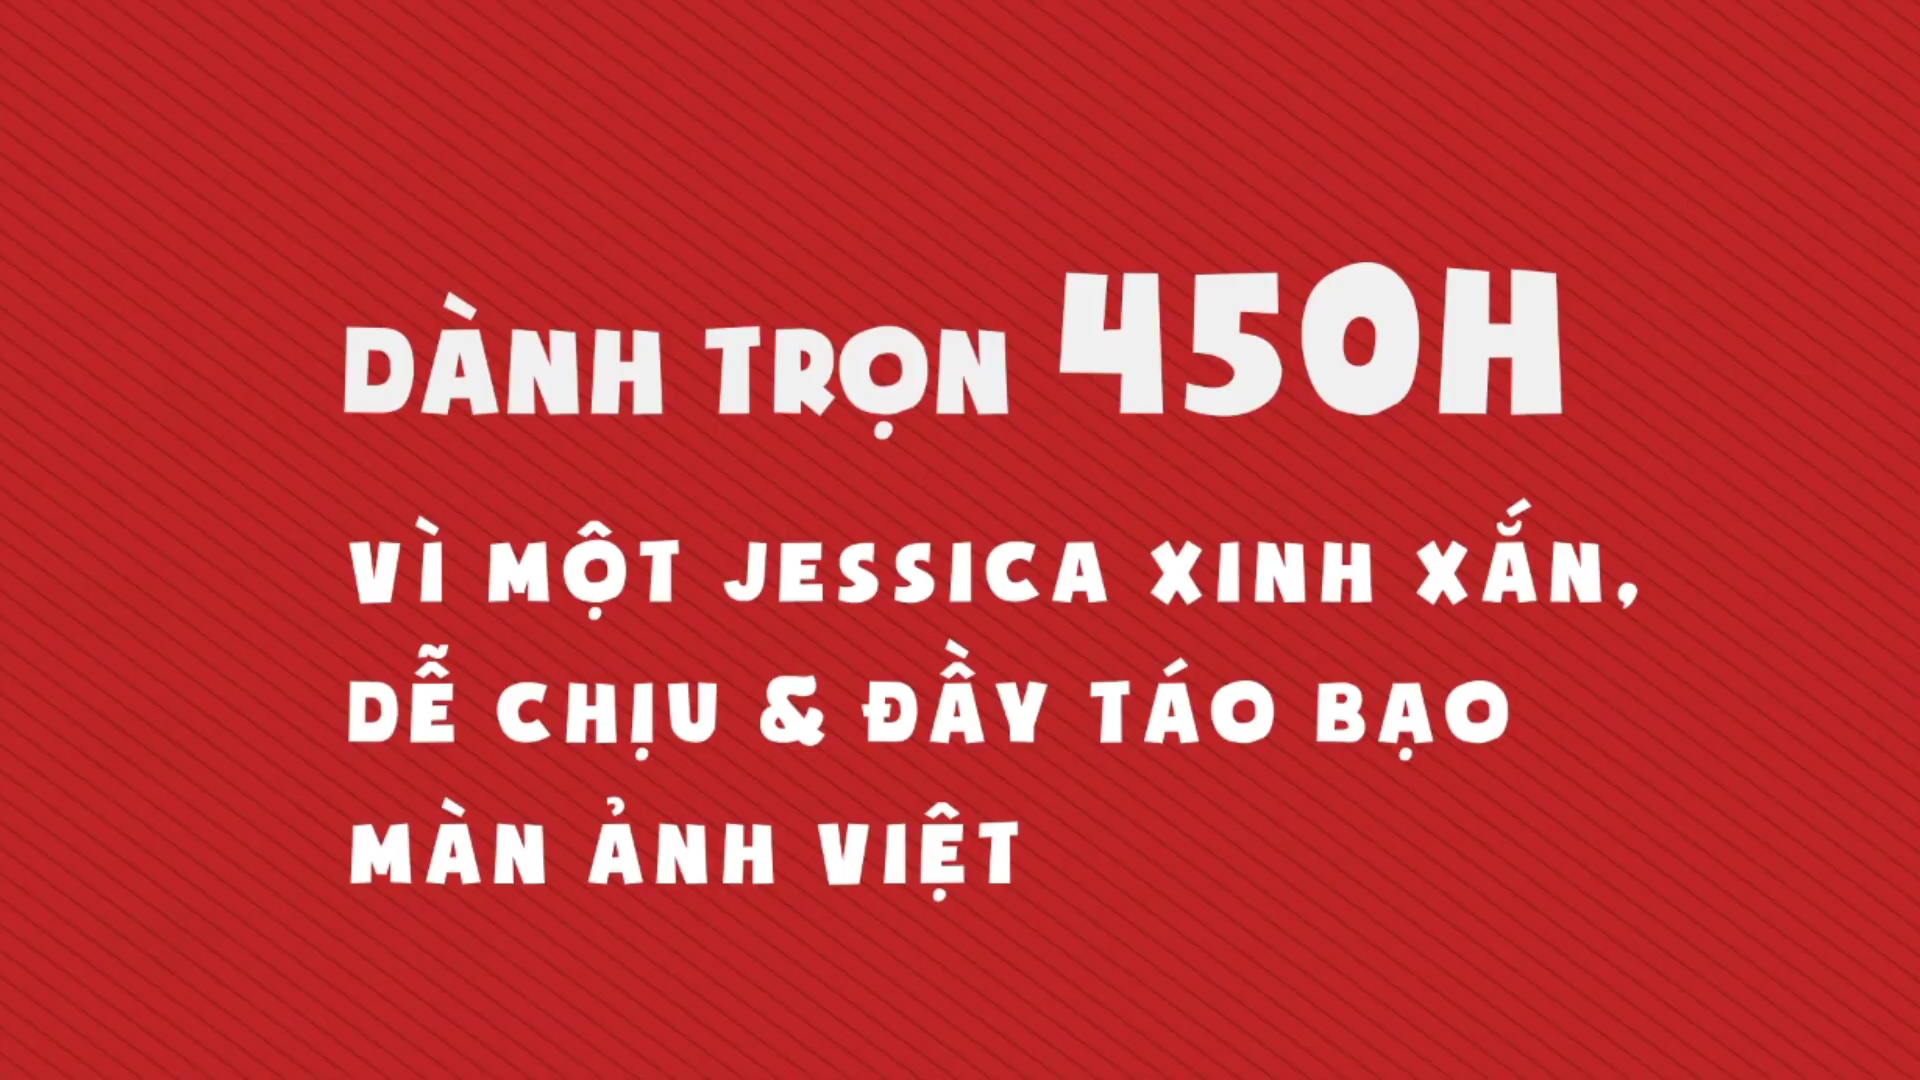 DÀNH TRỌN 450H
VÌ MỘT JESSICA XINH XẮN,
DỄ CHỊU & ĐẦY TÁO BẠO
MÀN ẢNH VIỆT